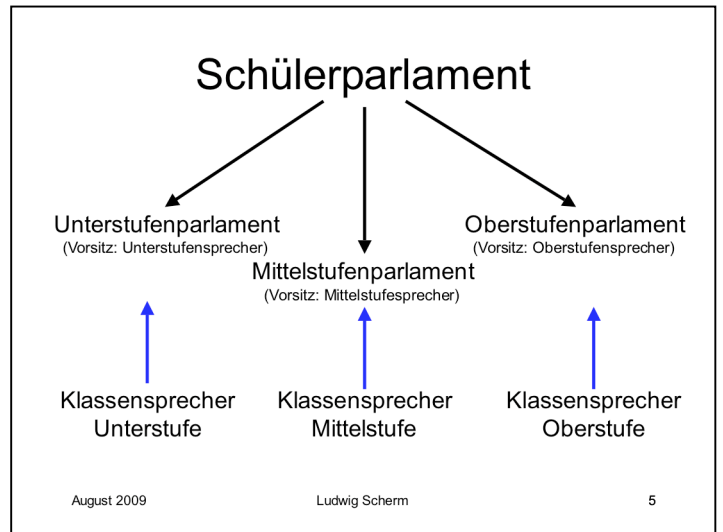 Schülerparlament
Unterstufenparlament
(Vorsitz: Unterstufensprecher)
Oberstufenparlament
(Vorsitz: Oberstufensprecher)
Mittelstufenparlament
(Vorsitz: Mittelstufesprecher)
Klassensprecher
Unterstufe
Klassensprecher
Mittelstufe
Klassensprecher
Oberstufe
August 2009
Ludwig Scherm
5